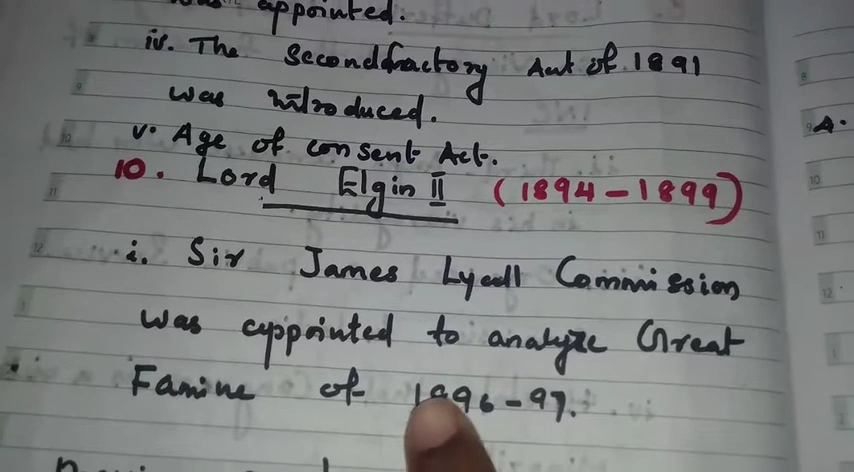 was appointed.
iv. The Secondfactory Act of 1891
was introduced.
v. Age of consent Act.
10. Lord Elgin II (1894-1899)
i. Sir James Lyall Commission
was appointed to analyze Great
Famine of 1896-97.